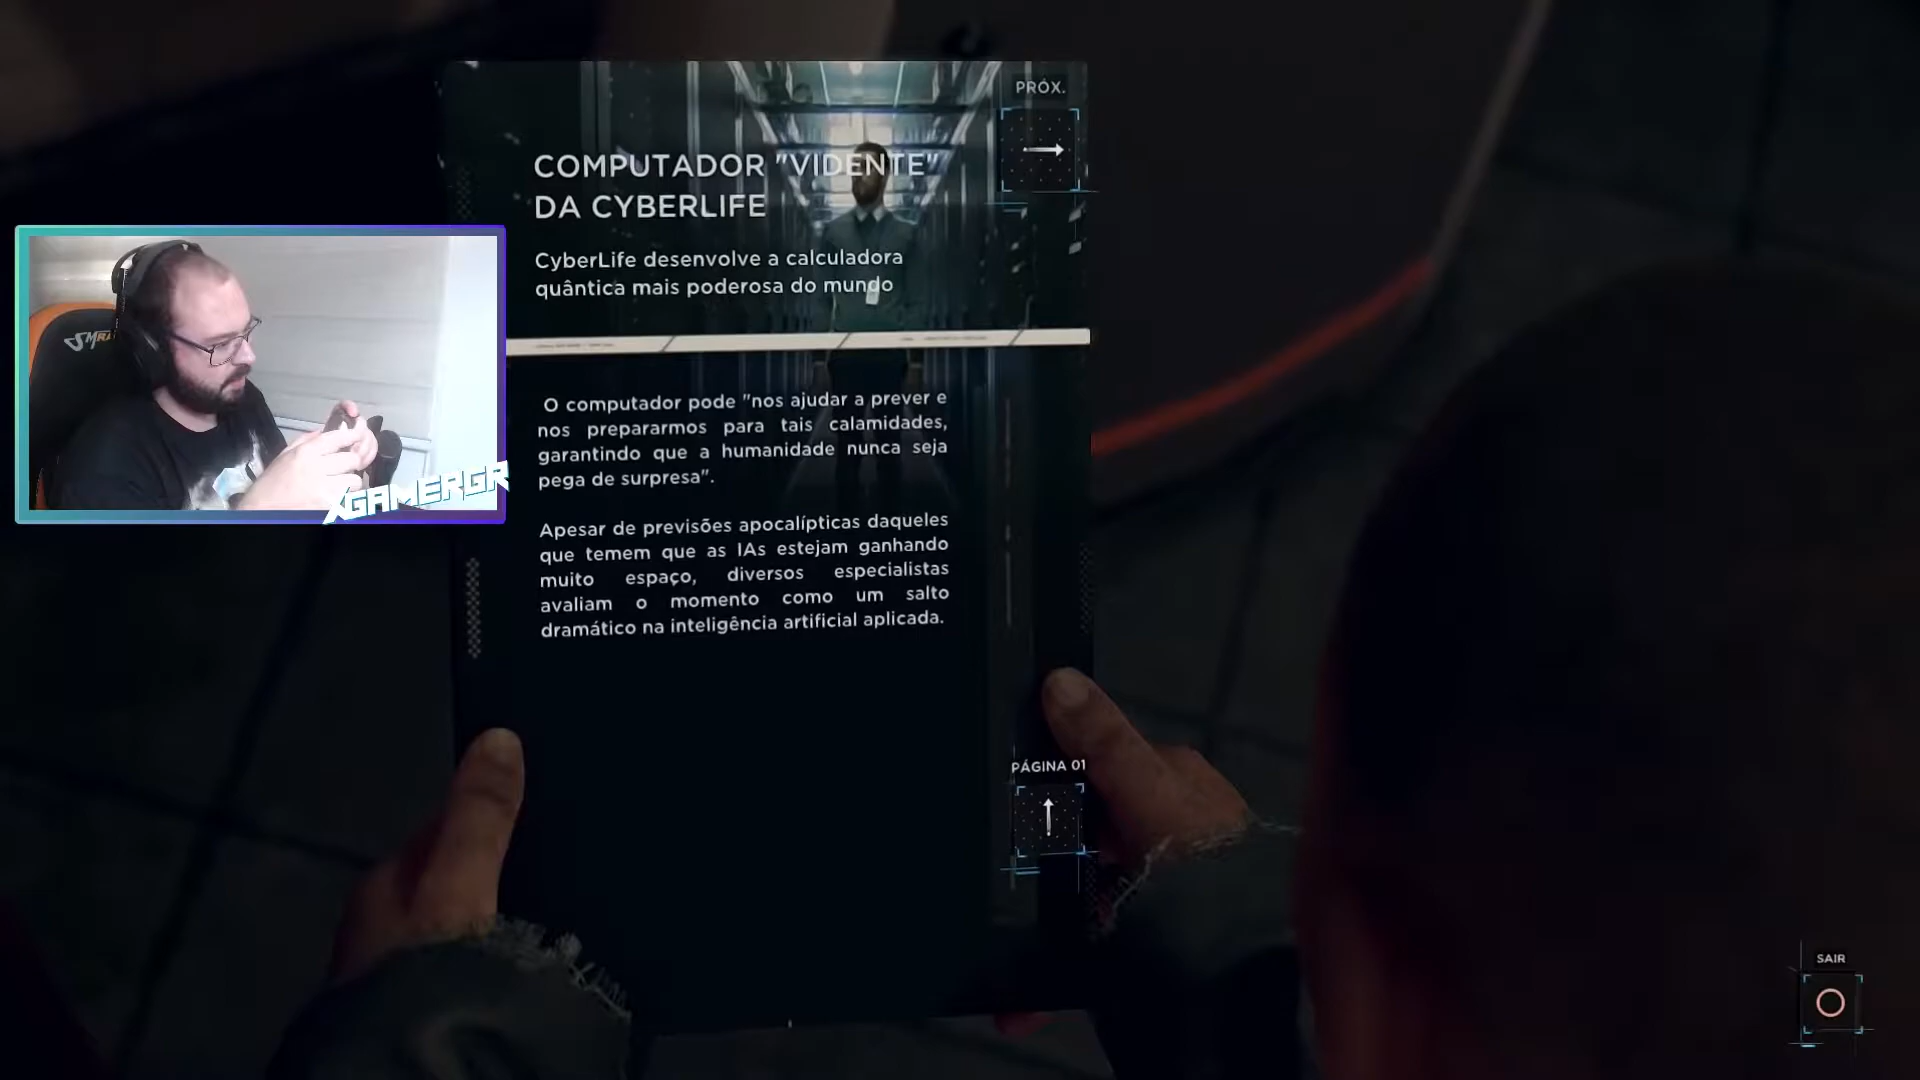 PRÓX.
COMPUTADOR "VIDENTE"
DA CYBERLIFE
CyberLife desenvolve a calculadora
quântica mais poderosa do mundo
O computador pode "nos ajudar a prever e
nos prepararmos para tais calamidades,
garantindo que a humanidade nunca seja
pega de surpresa".
Apesar de previsões apocalípticas daqueles
que temem que as IAs estejam ganhando
muito espaço, diversos especialistas
avaliam o momento como um salto
dramático na inteligência artificial aplicada.
XGAMERGR
PÁGINA 01
SAIR